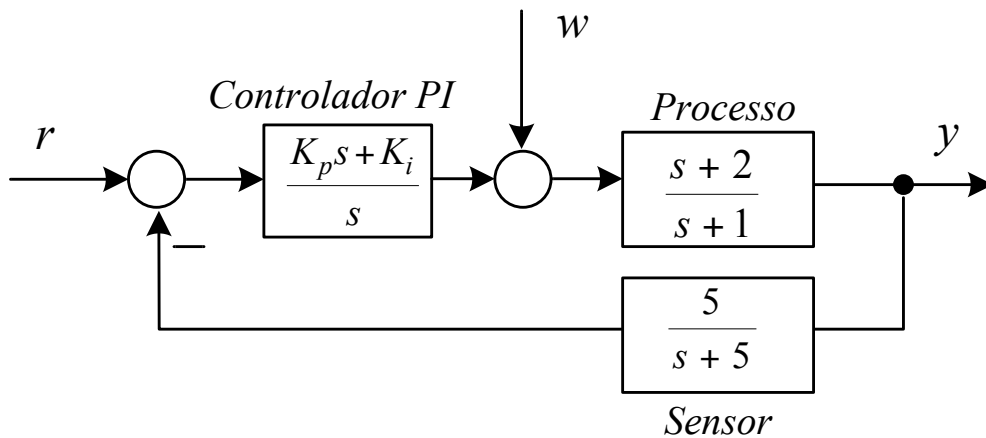 w
Controlador PI
Processo
r
K_p s + K_i
s
s + 2
s + 1
y
−
5
s + 5
Sensor